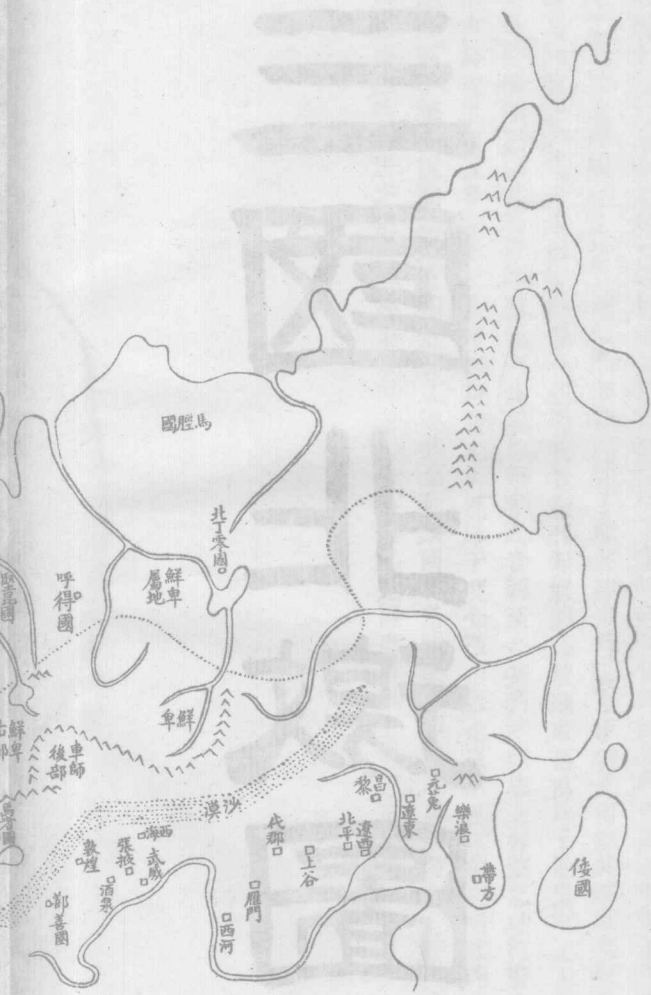 馬脛國
北丁零國
鮮卑
屬地
呼得國
鮮卑
車師
後部
沙漠
昌黎
元菟
遼東
樂浪
帶方
倭國
遼西
北平
代郡
上谷
雁門
西河
西海
武威
張掖
酒泉
敦煌
鄯善國